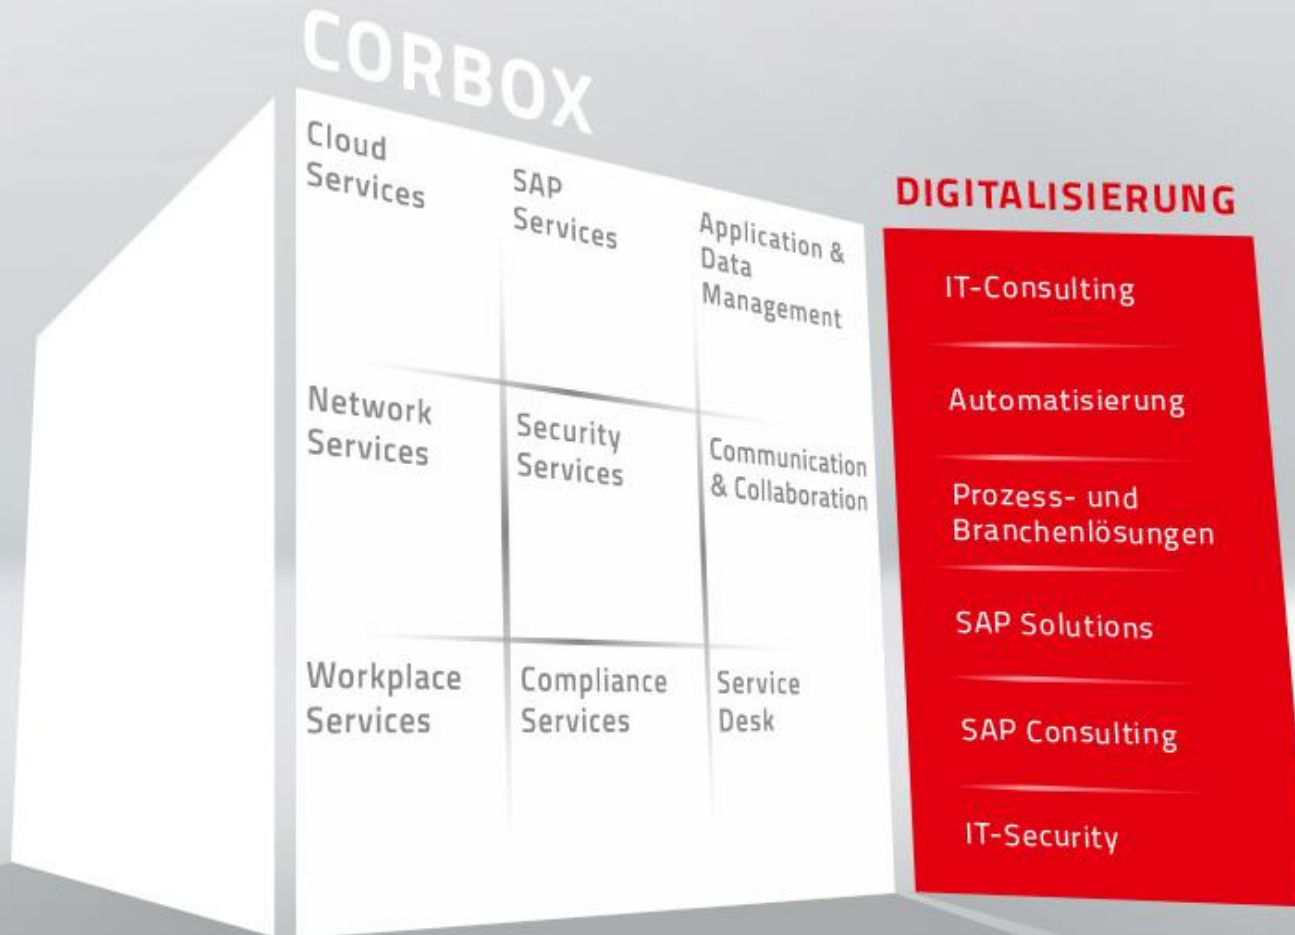 CORBOX
Cloud
Services
SAP
Services
Application &
Data
Management
Network
Services
Security
Services
Communication
& Collaboration
Workplace
Services
Compliance
Services
Service
Desk
DIGITALISIERUNG
IT-Consulting
Automatisierung
Prozess- und
Branchenlösungen
SAP Solutions
SAP Consulting
IT-Security